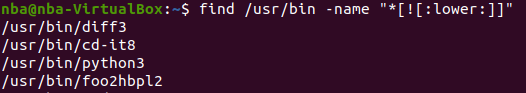 nba@nba-VirtualBox:~$ find /usr/bin -name "*[![:lower:]]"
/usr/bin/diff3
/usr/bin/cd-it8
/usr/bin/python3
/usr/bin/foo2hbpl2